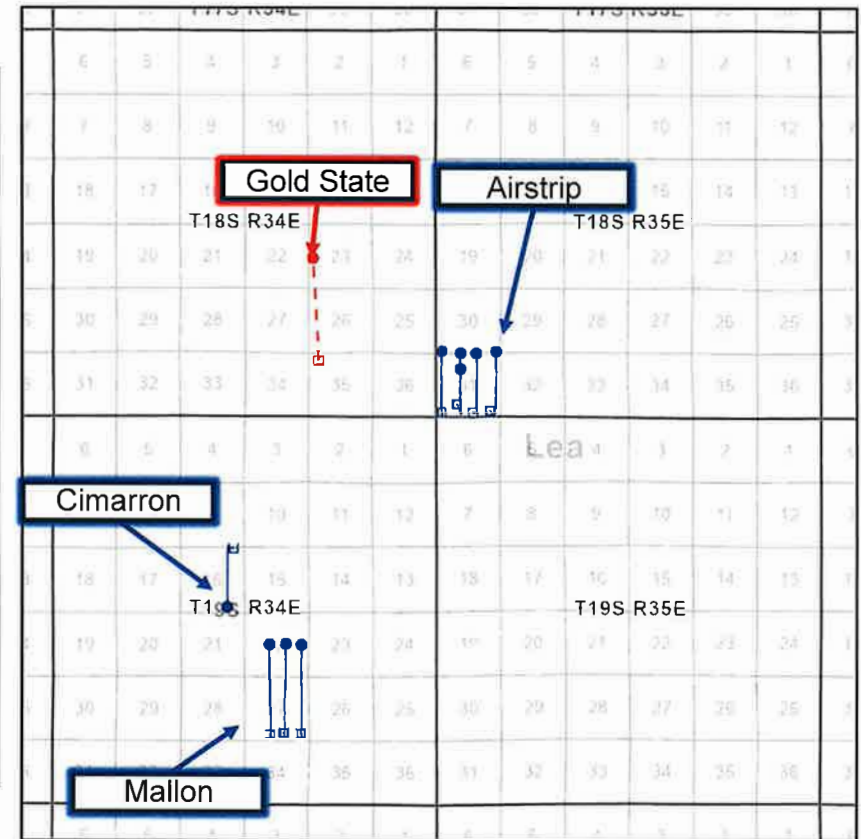 6 5 4 3 2 1 6 5 4 3 2 1
7 8 9 10 11 12 7 8 9 10 11 12
18 17 Gold State Airstrip 15 14 13
T18S R34E T18S R35E
19 20 21 22 23 24 19 20 21 22 23 24
30 29 28 27 26 25 30 29 28 27 26 25
31 32 33 34 35 36 31 32 33 34 35 36
6 5 4 3 2 1 6 Lea 4 3 2 1
Cimarron 10 11 12 7 8 9 10 11 12
18 17 15 14 13 18 17 16 15 14 13
T19S R34E T19S R35E
19 20 21 23 24 19 20 21 22 23 24
30 29 28 26 25 30 29 28 27 26 25
34 35 36 31 32 33 34 35 36
Mallon